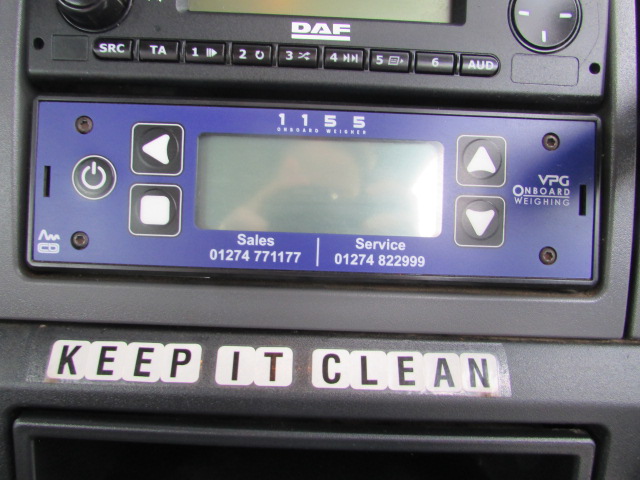 DAF
SRC TA 1 2 3 4 5 6 AUD
1155
ONBOARD WEIGHER
VPG
ONBOARD
WEIGHING
Sales Service
01274 771177 01274 822999
CD
KEEP IT CLEAN